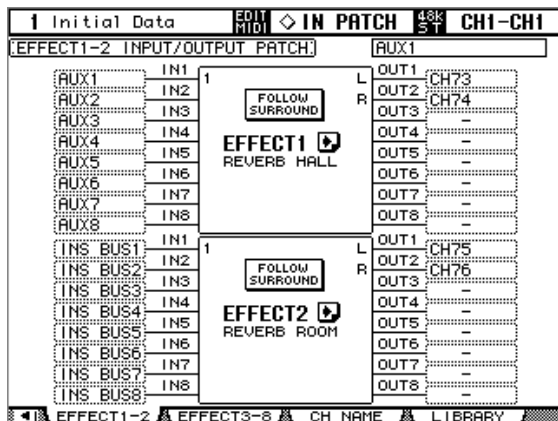 1 Initial Data EDIT MIDI ◇ IN PATCH 48k ST CH1-CH1
EFFECT1-2 INPUT/OUTPUT PATCH AUX1
AUX1 IN1 1 L OUT1 CH73
AUX2 IN2 FOLLOW SURROUND R OUT2 CH74
AUX3 IN3 OUT3 -
AUX4 IN4 EFFECT1 OUT4 -
AUX5 IN5 REVERB HALL OUT5 -
AUX6 IN6 OUT6 -
AUX7 IN7 OUT7 -
AUX8 IN8 OUT8 -
INS BUS1 IN1 1 L OUT1 CH75
INS BUS2 IN2 FOLLOW SURROUND R OUT2 CH76
INS BUS3 IN3 OUT3 -
INS BUS4 IN4 EFFECT2 OUT4 -
INS BUS5 IN5 REVERB ROOM OUT5 -
INS BUS6 IN6 OUT6 -
INS BUS7 IN7 OUT7 -
INS BUS8 IN8 OUT8 -
EFFECT1-2 EFFECT3-8 CH NAME LIBRARY